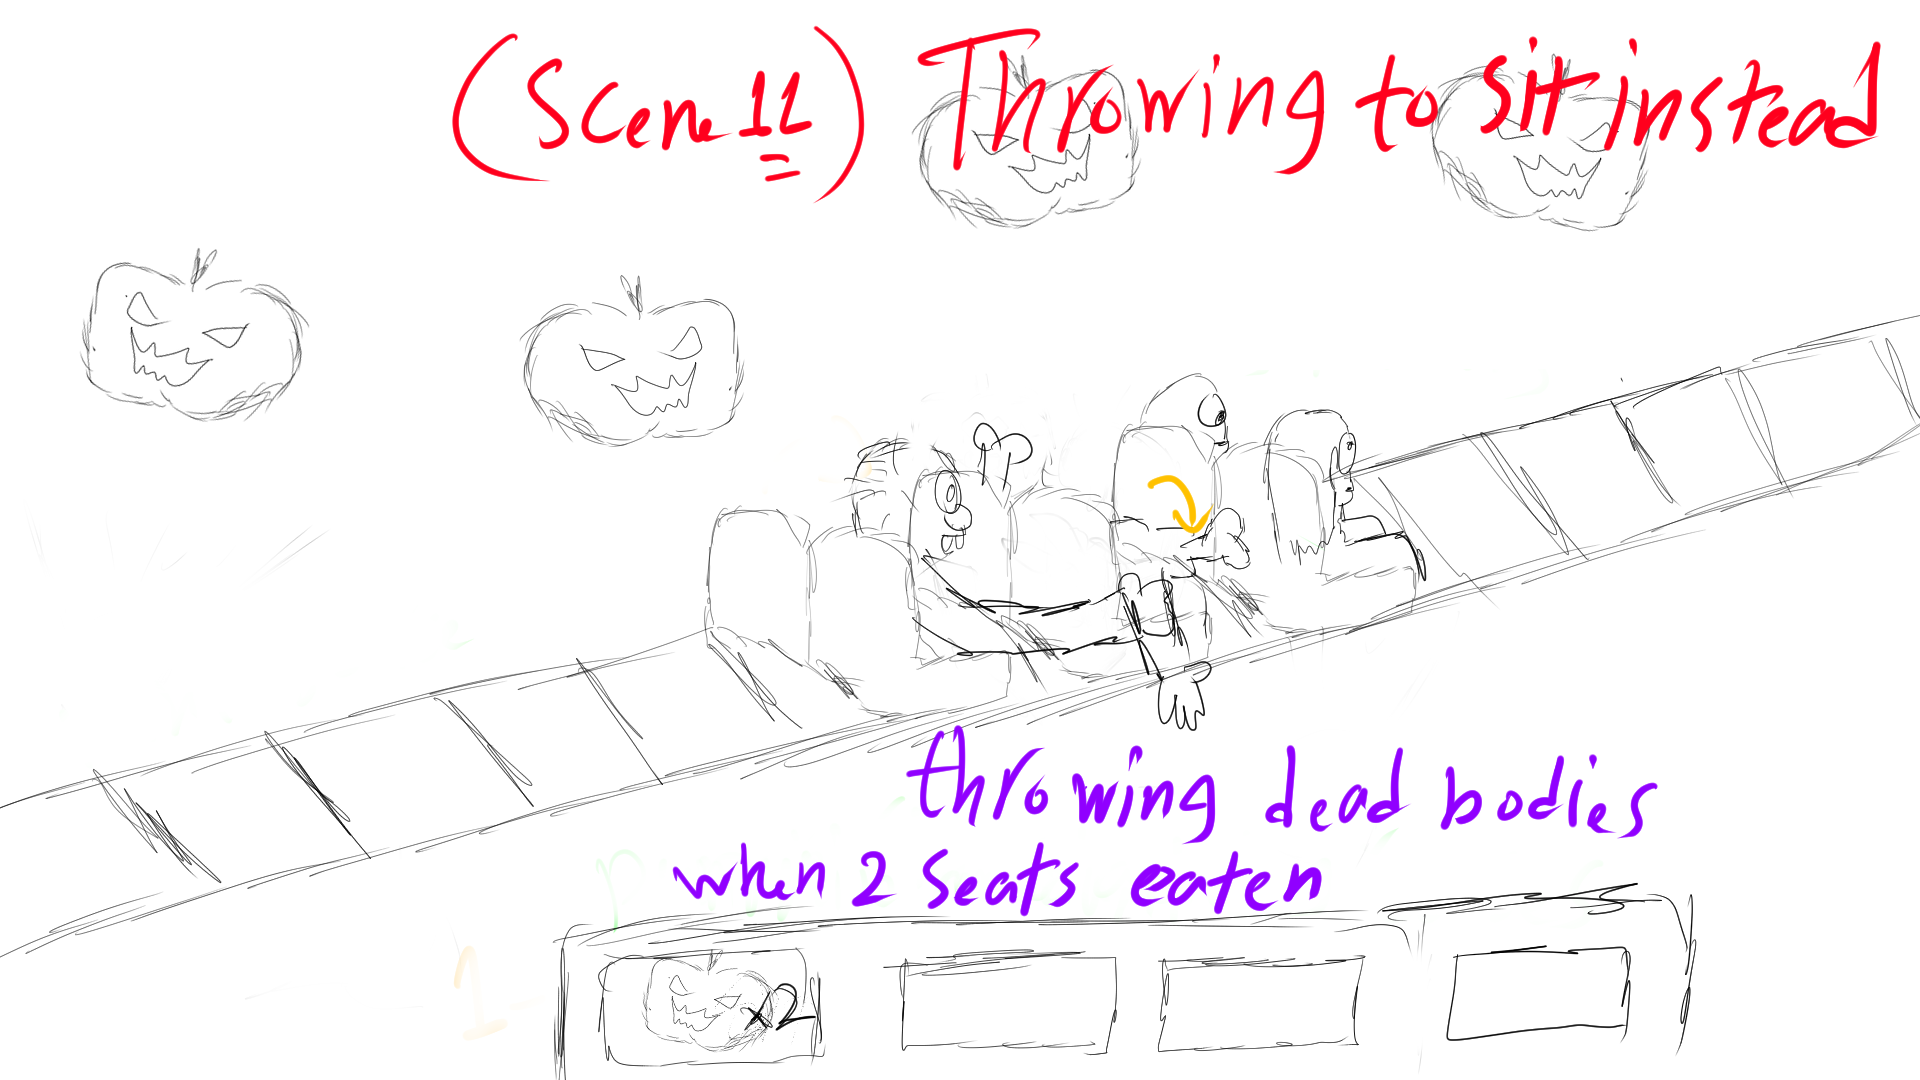 (Scene 11) Throwing to sit instead
throwing dead bodies
when 2 seats eaten
x2